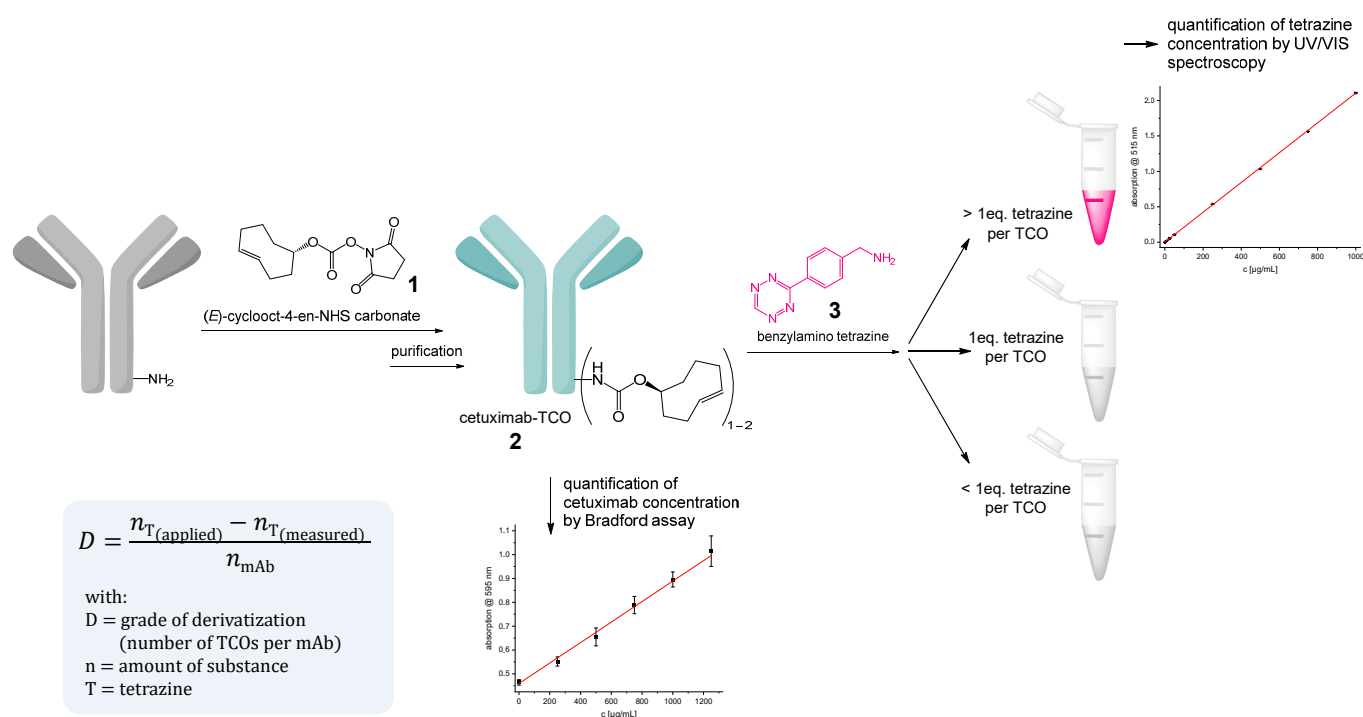 quantification of tetrazine
concentration by UV/VIS
spectroscopy
absorption @ 515 nm
2.0
1.5
1.0
0.5
0.0
0
200
400
600
800
1000
c [µg/mL]
O
O
O
N
O
O
1
(E)-cyclooct-4-en-NHS carbonate
purification
NH₂
H
N
O
O
1–2
cetuximab-TCO
2
NH₂
N
N
N
N
3
benzylamino tetrazine
> 1eq. tetrazine
per TCO
1eq. tetrazine
per TCO
< 1eq. tetrazine
per TCO
quantification of
cetuximab concentration
by Bradford assay
absorption @ 595 nm
1.1
1.0
0.9
0.8
0.7
0.6
0.5
0
200
400
600
800
1000
1200
c [µg/mL]
D = (nT(applied) − nT(measured)) / nmAb
with:
D = grade of derivatization
(number of TCOs per mAb)
n = amount of substance
T = tetrazine